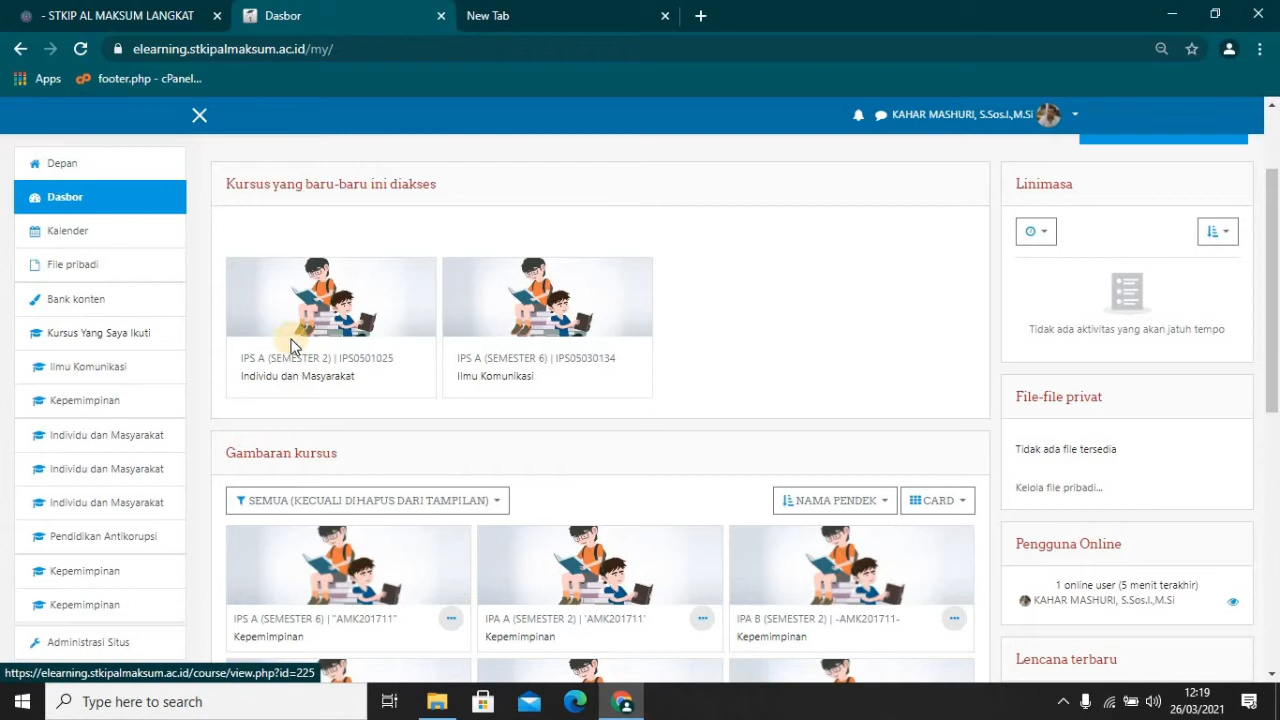 - STKIP AL MAKSUM LANGKAT
Dasbor
New Tab
elearning.stkipalmaksum.ac.id/my/
Apps
footer.php - cPanel...
KAHAR MASHURI, S.Sos.I.,M.Si
Depan
Dasbor
Kalender
File pribadi
Bank konten
Kursus Yang Saya Ikuti
Ilmu Komunikasi
Kepemimpinan
Individu dan Masyarakat
Individu dan Masyarakat
Individu dan Masyarakat
Pendidikan Antikorupsi
Kepemimpinan
Kepemimpinan
Administrasi Situs
Kursus yang baru-baru ini diakses
IPS A (SEMESTER 2) | IPS0501025
Individu dan Masyarakat
IPS A (SEMESTER 6) | IPS05030134
Ilmu Komunikasi
Gambaran kursus
SEMUA (KECUALI DIHAPUS DARI TAMPILAN)
NAMA PENDEK
CARD
IPS A (SEMESTER 6) | "AMK201711"
Kepemimpinan
IPA A (SEMESTER 2) | 'AMK201711'
Kepemimpinan
IPA B (SEMESTER 2) | -AMK201711-
Kepemimpinan
Linimasa
Tidak ada aktivitas yang akan jatuh tempo
File-file privat
Tidak ada file tersedia
Kelola file pribadi...
Pengguna Online
1 online user (5 menit terakhir)
KAHAR MASHURI, S.Sos.I.,M.Si
Lencana terbaru
https://elearning.stkipalmaksum.ac.id/course/view.php?id=225
Type here to search
12:19
26/03/2021